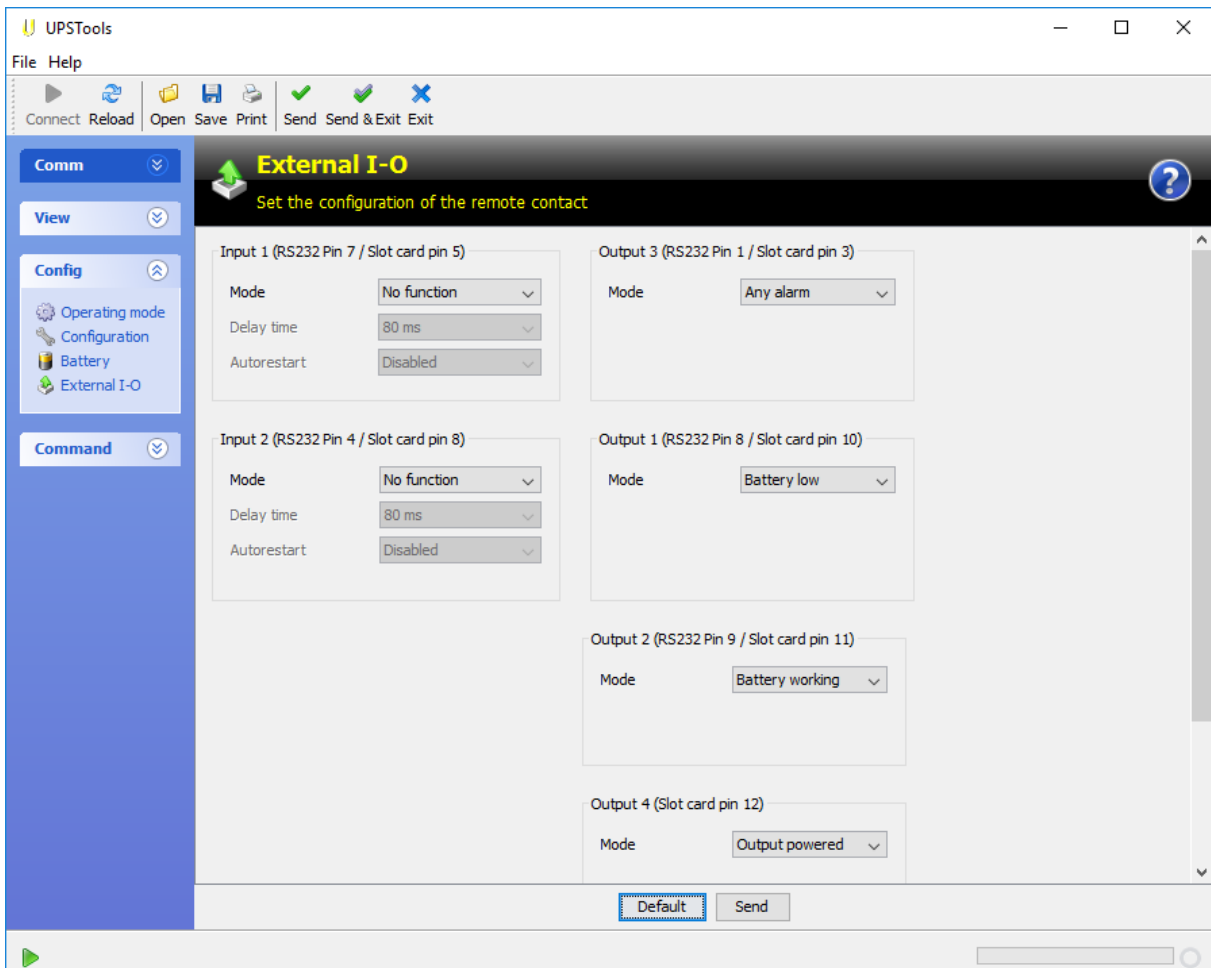 UPSTools
File Help
Connect Reload Open Save Print Send Send & Exit Exit
Comm
View
Config
Operating mode
Configuration
Battery
External I-O
Command
External I-O
Set the configuration of the remote contact
?
Input 1 (RS232 Pin 7 / Slot card pin 5)
Mode No function
Delay time 80 ms
Autorestart Disabled
Output 3 (RS232 Pin 1 / Slot card pin 3)
Mode Any alarm
Input 2 (RS232 Pin 4 / Slot card pin 8)
Mode No function
Delay time 80 ms
Autorestart Disabled
Output 1 (RS232 Pin 8 / Slot card pin 10)
Mode Battery low
Output 2 (RS232 Pin 9 / Slot card pin 11)
Mode Battery working
Output 4 (Slot card pin 12)
Mode Output powered
Default Send